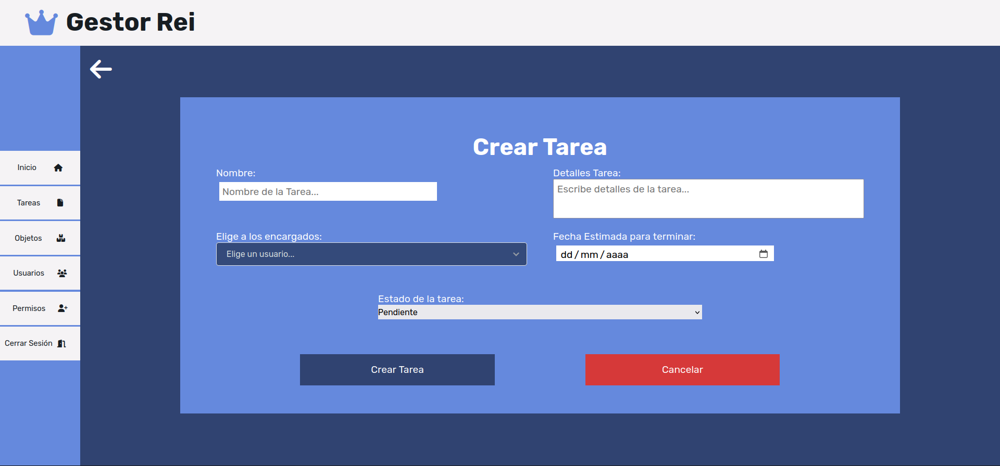 Gestor Rei
Inicio
Tareas
Objetos
Usuarios
Permisos
Cerrar Sesión
Crear Tarea
Nombre:
Nombre de la Tarea...
Detalles Tarea:
Escribe detalles de la tarea...
Elige a los encargados:
Elige un usuario...
Fecha Estimada para terminar:
dd/mm/aaaa
Estado de la tarea:
Pendiente
Crear Tarea
Cancelar